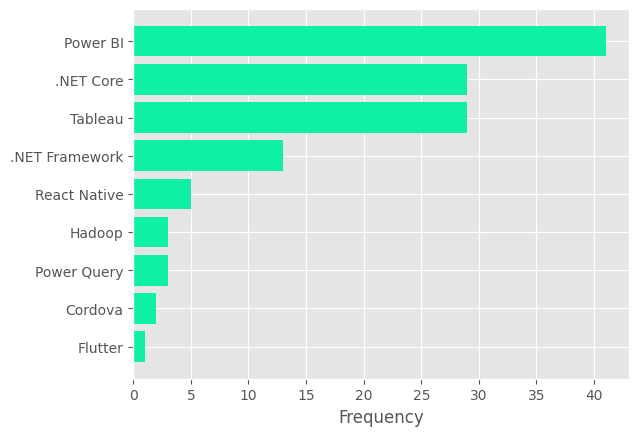 Power BI
.NET Core
Tableau
.NET Framework
React Native
Hadoop
Power Query
Cordova
Flutter
0 5 10 15 20 25 30 35 40
Frequency